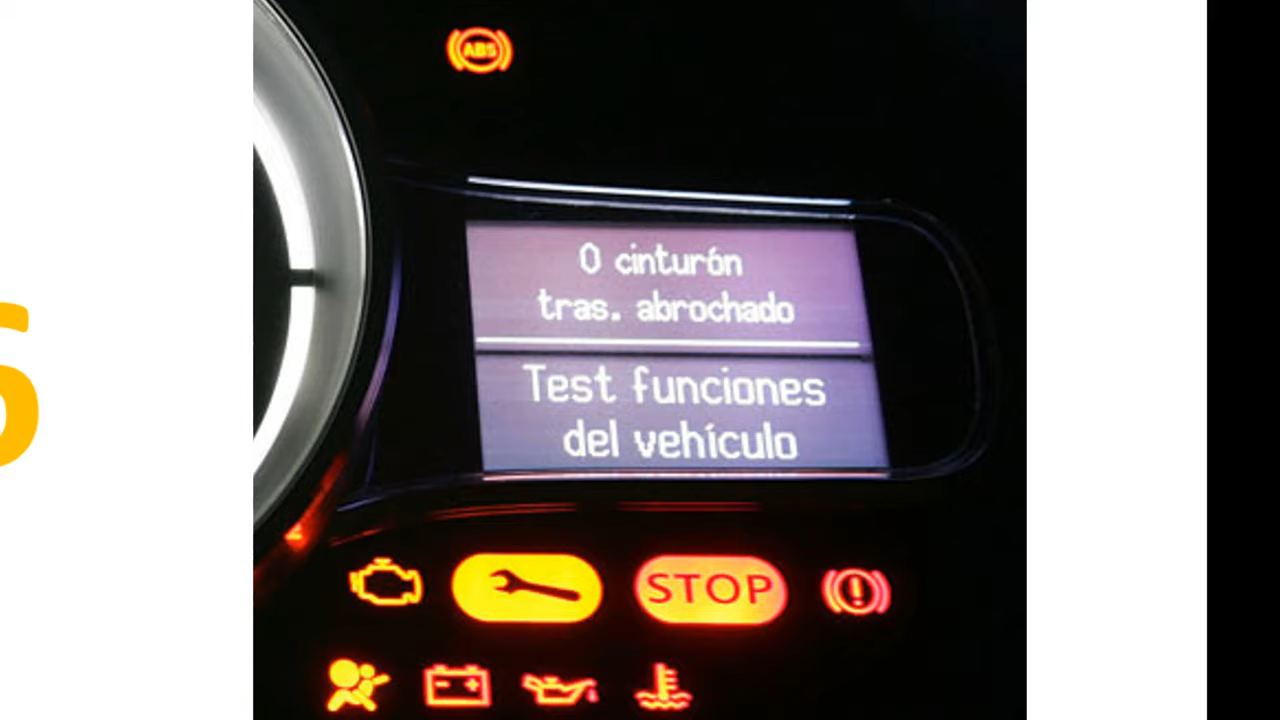 ABS
0 cinturón
tras. abrochado
Test funciones
del vehículo
STOP